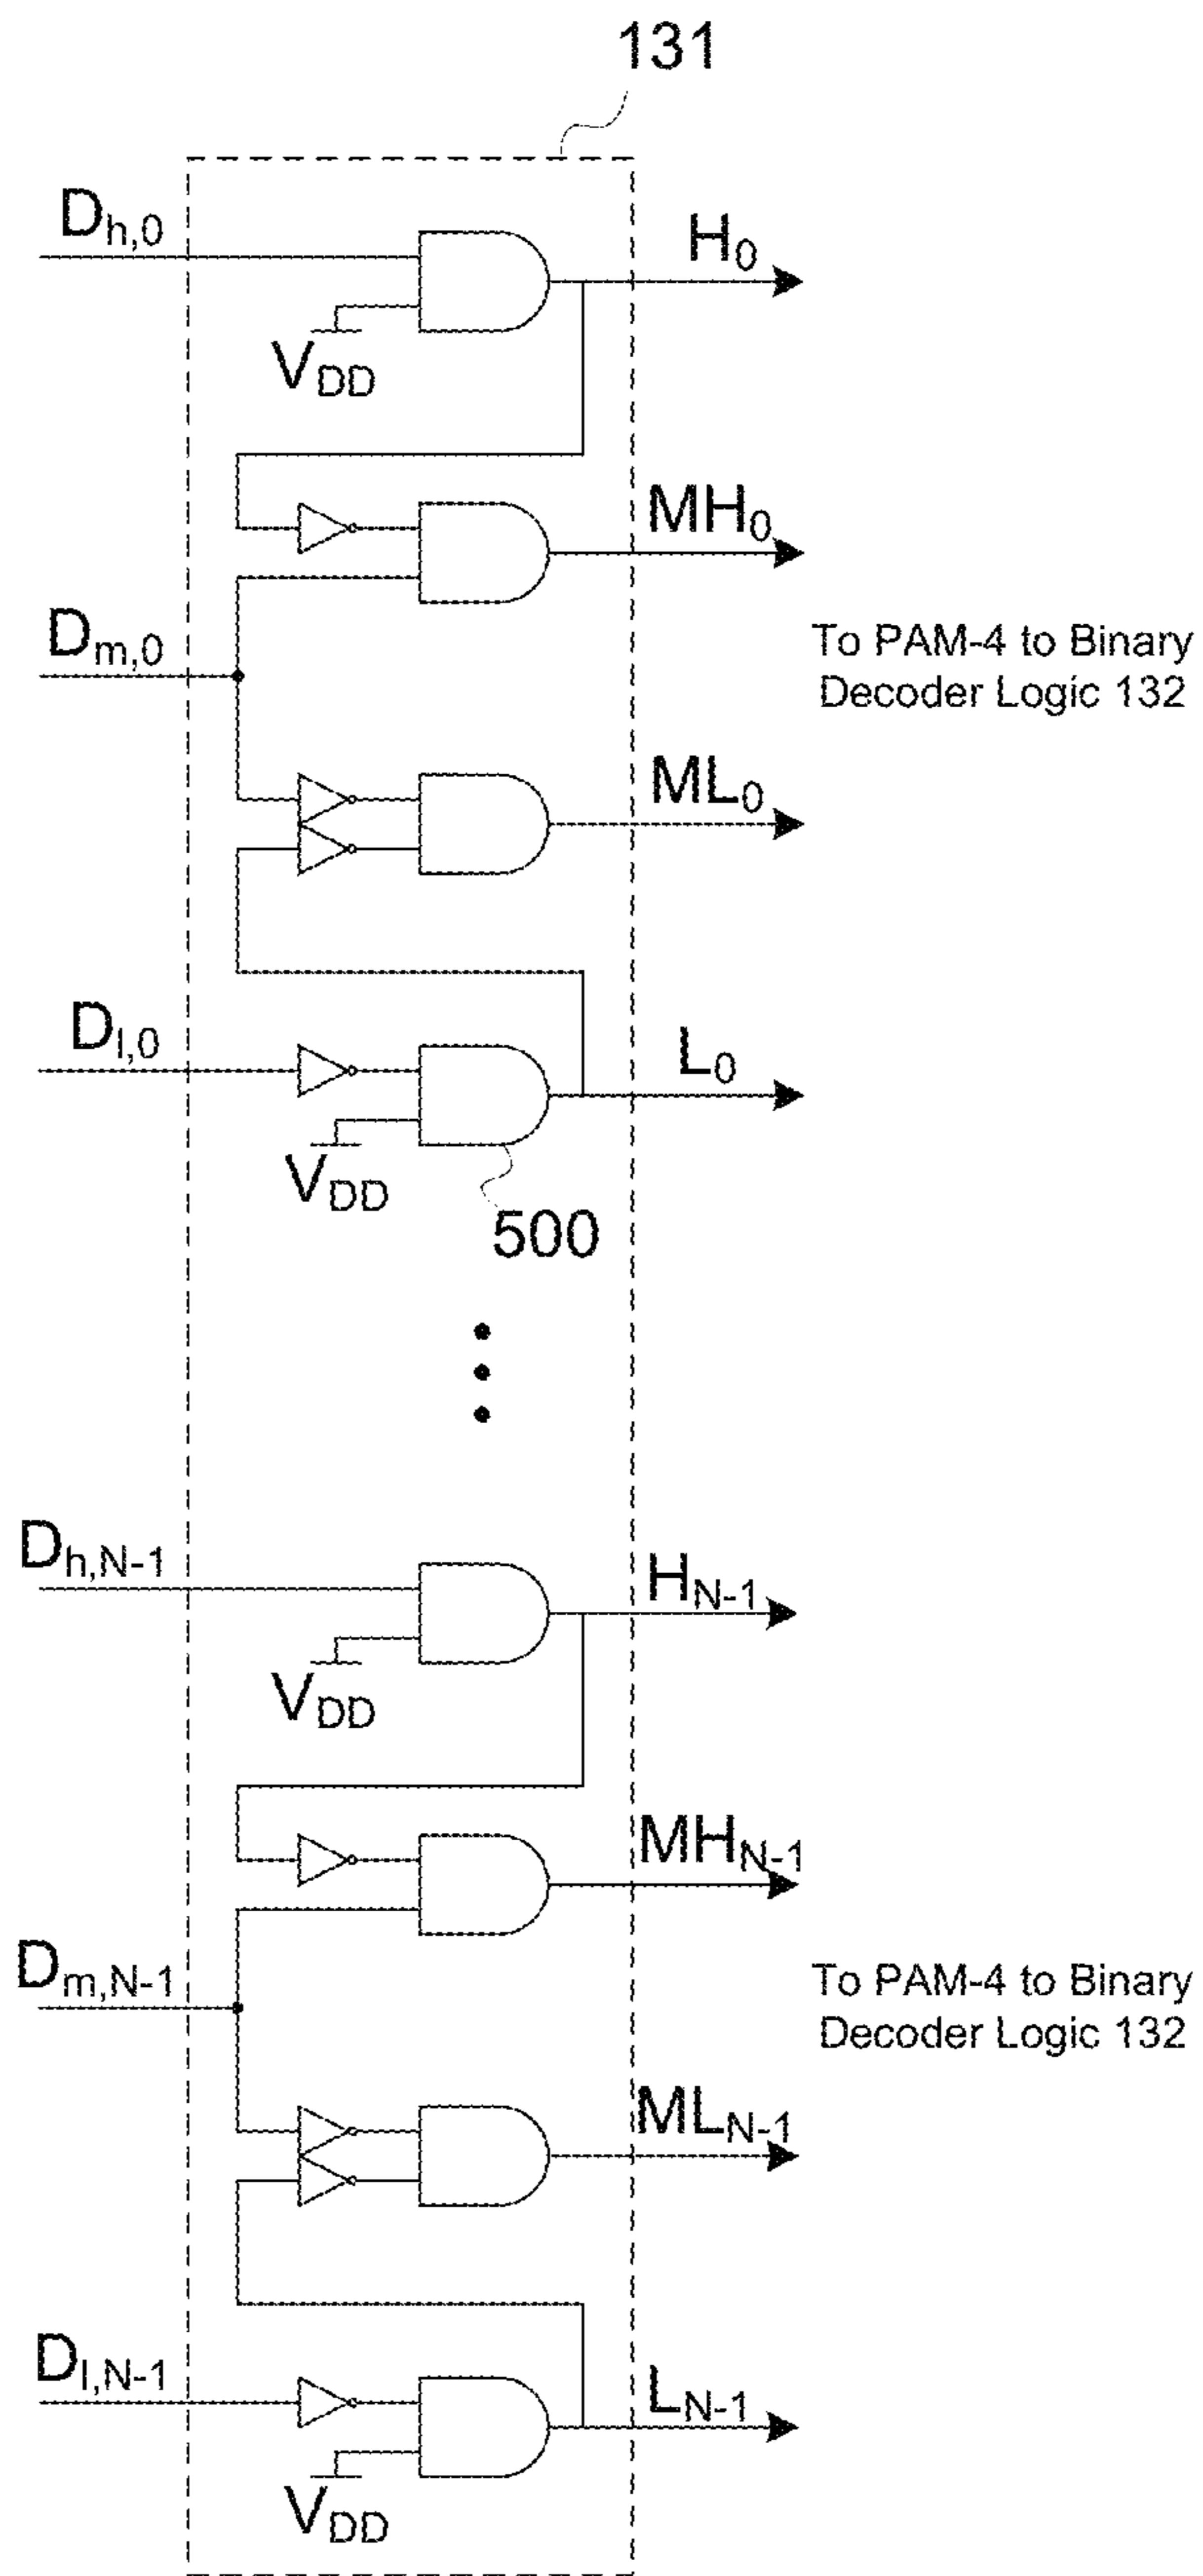 131
Dh,0
H0
VDD
MH0
Dm,0
To PAM-4 to Binary
Decoder Logic 132
ML0
Dl,0
L0
VDD
500
Dh,N-1
HN-1
VDD
MHN-1
Dm,N-1
To PAM-4 to Binary
Decoder Logic 132
MLN-1
Dl,N-1
LN-1
VDD